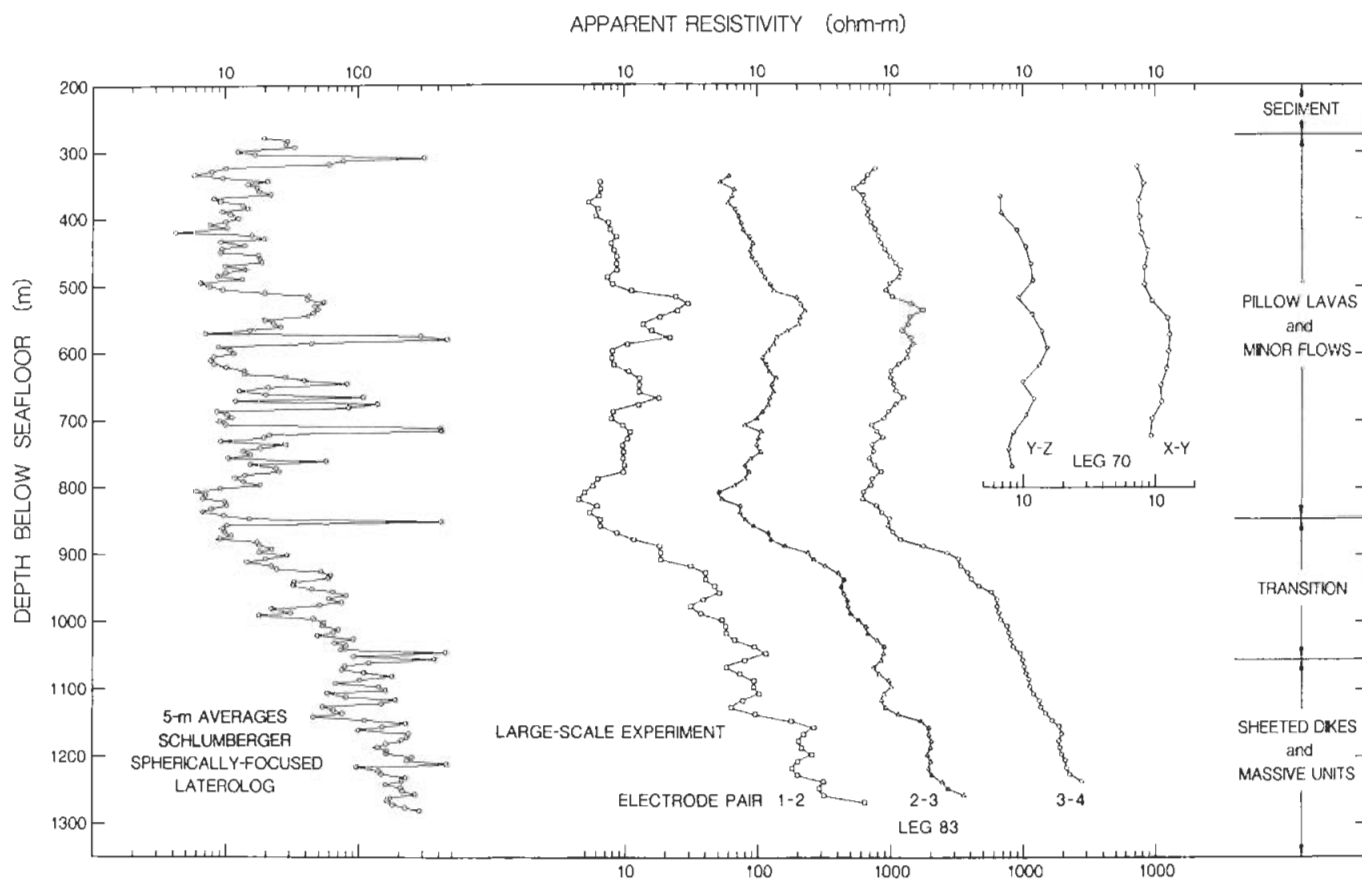 APPARENT RESISTIVITY (ohm-m)
10 100 10 10 10 10 10
200
300
400
500
600
700
800
900
1000
1100
1200
1300
DEPTH BELOW SEAFLOOR (m)
5-m AVERAGES
SCHLUMBERGER
SPHERICALLY-FOCUSED
LATEROLOG
LARGE-SCALE EXPERIMENT
ELECTRODE PAIR 1-2 2-3 3-4
LEG 83
Y-Z X-Y
LEG 70
10 10
SEDIMENT
PILLOW LAVAS
and
MINOR FLOWS
TRANSITION
SHEETED DIKES
and
MASSIVE UNITS
10 100 1000 1000 1000